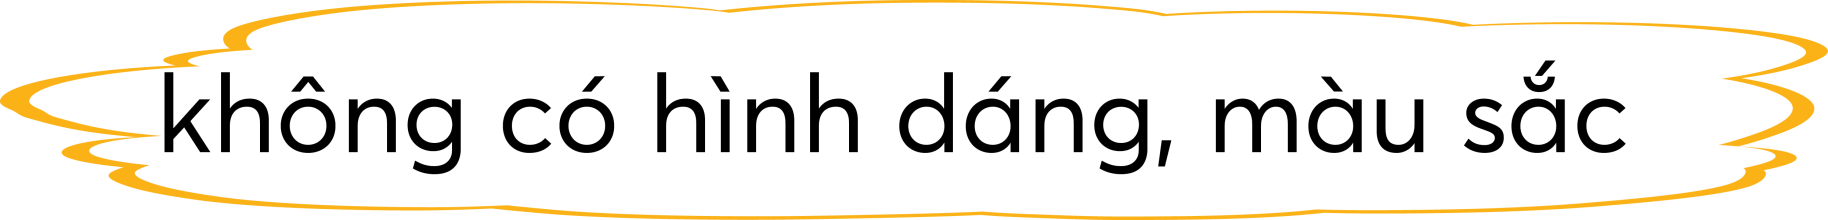 không có hình dáng, màu sắc